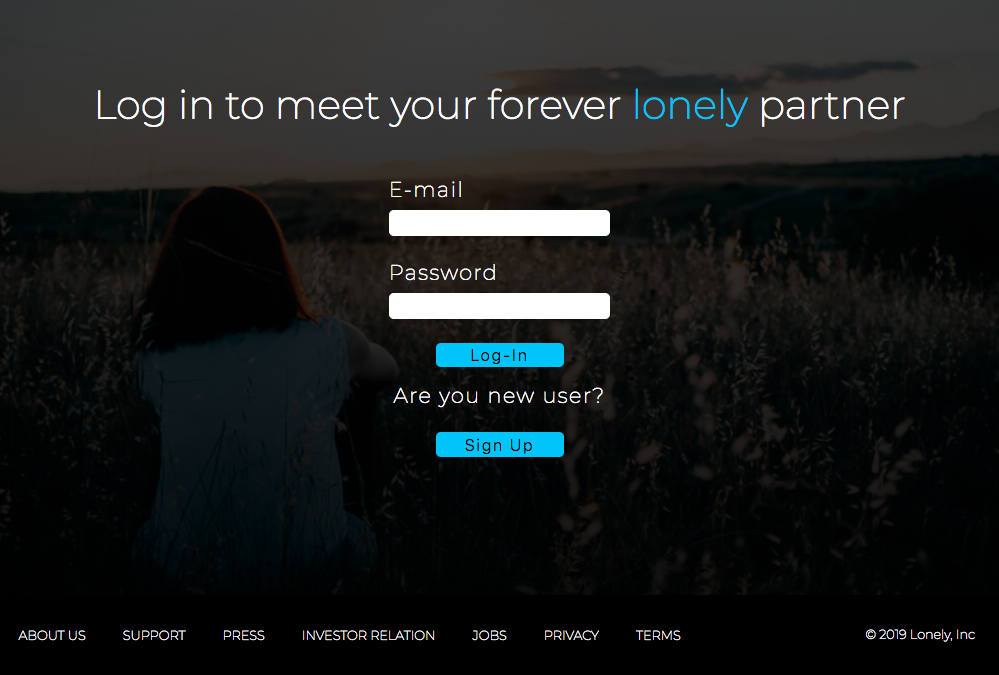 Log in to meet your forever lonely partner
E-mail
Password
Log-In
Are you new user?
Sign Up
ABOUT US SUPPORT PRESS INVESTOR RELATION JOBS PRIVACY TERMS © 2019 Lonely, Inc